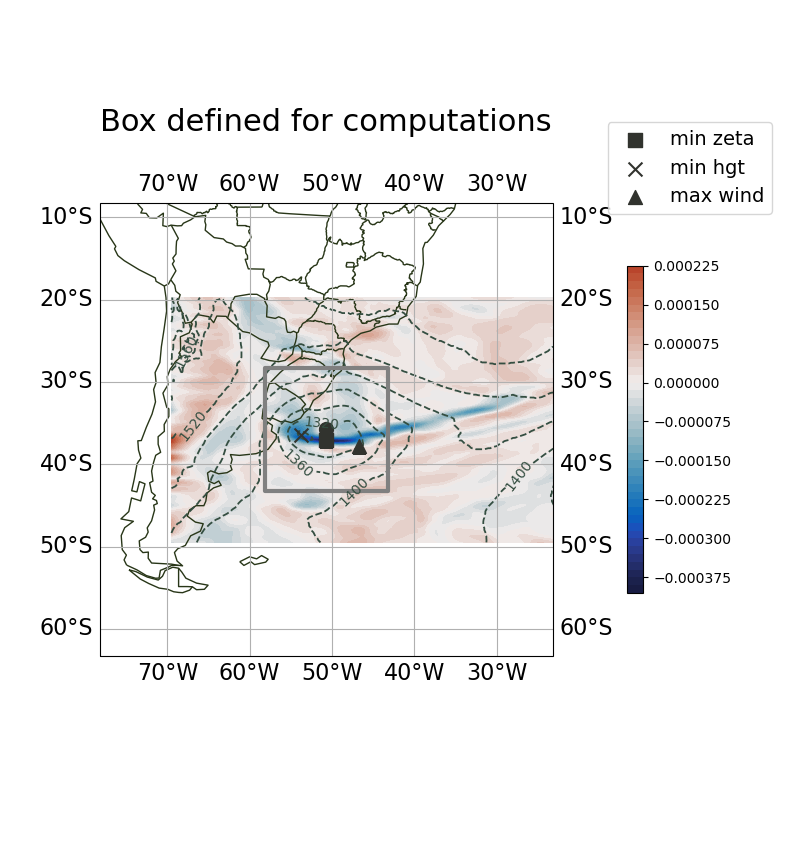 Box defined for computations
min zeta
min hgt
max wind
70°W 60°W 50°W 40°W 30°W
10°S 10°S
20°S
30°S 30°S
40°S 40°S
50°S 50°S
60°S 60°S
70°W 60°W 50°W 40°W 30°W
20°S
1520
1320
1360
1400
1400
0.000225
0.000150
0.000075
0.000000
−0.000075
−0.000150
−0.000225
−0.000300
−0.000375